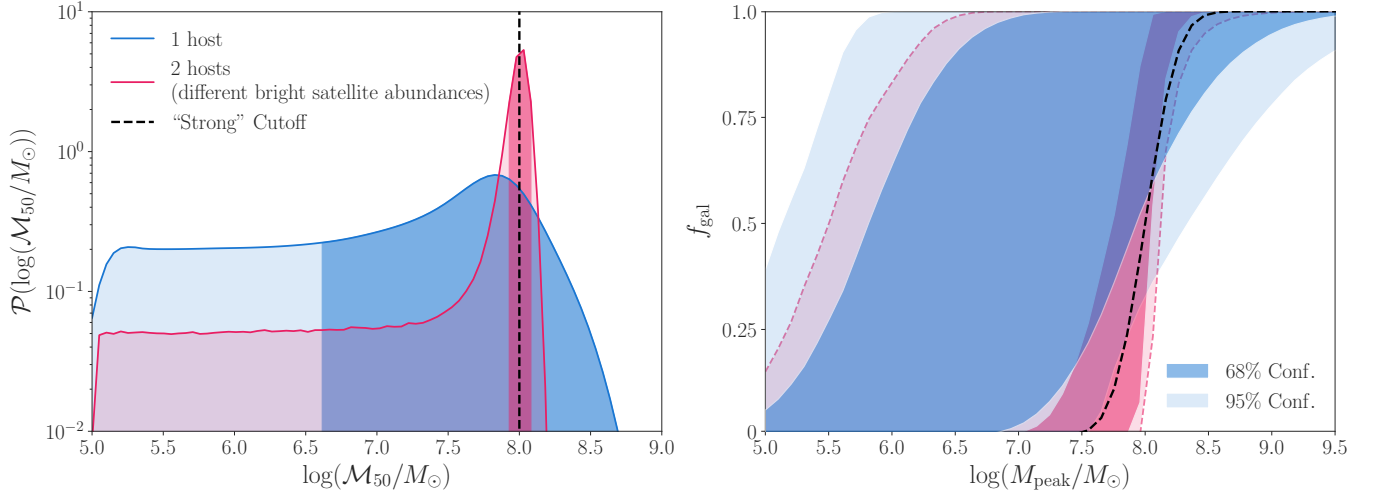 10¹
10⁰
10⁻¹
10⁻²
𝒫(log(ℳ₅₀/M⊙))
1 host
2 hosts
(different bright satellite abundances)
“Strong” Cutoff
5.0 5.5 6.0 6.5 7.0 7.5 8.0 8.5 9.0
log(ℳ₅₀/M⊙)
1.0
0.75
0.5
0.25
0
f_gal
68% Conf.
95% Conf.
5.0 5.5 6.0 6.5 7.0 7.5 8.0 8.5 9.0 9.5
log(M_peak/M⊙)